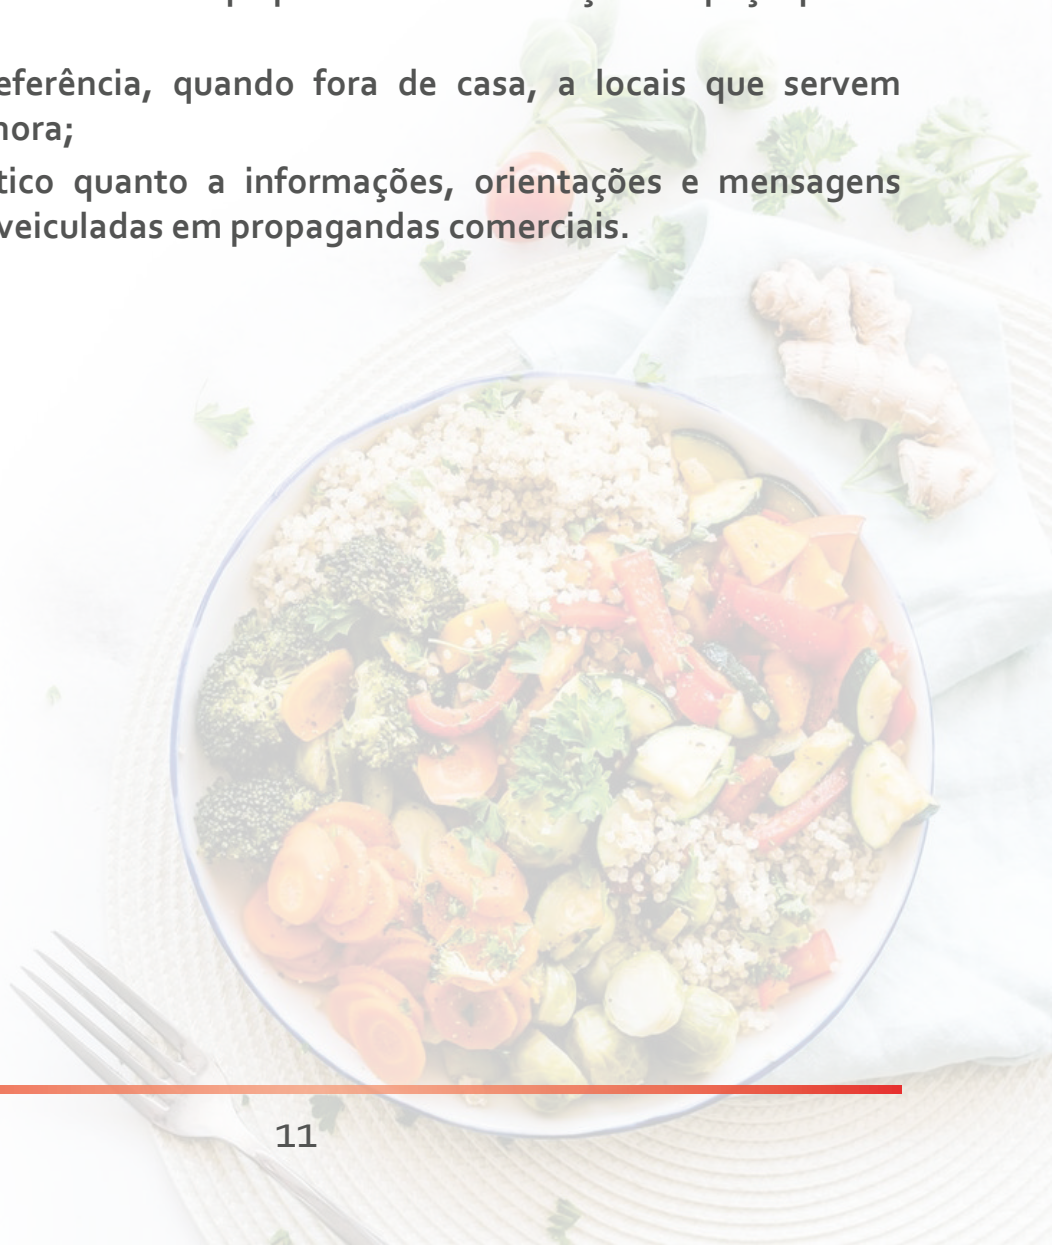 eferência, quando fora de casa, a locais que servem
hora;
tico quanto a informações, orientações e mensagens
veiculadas em propagandas comerciais.
11